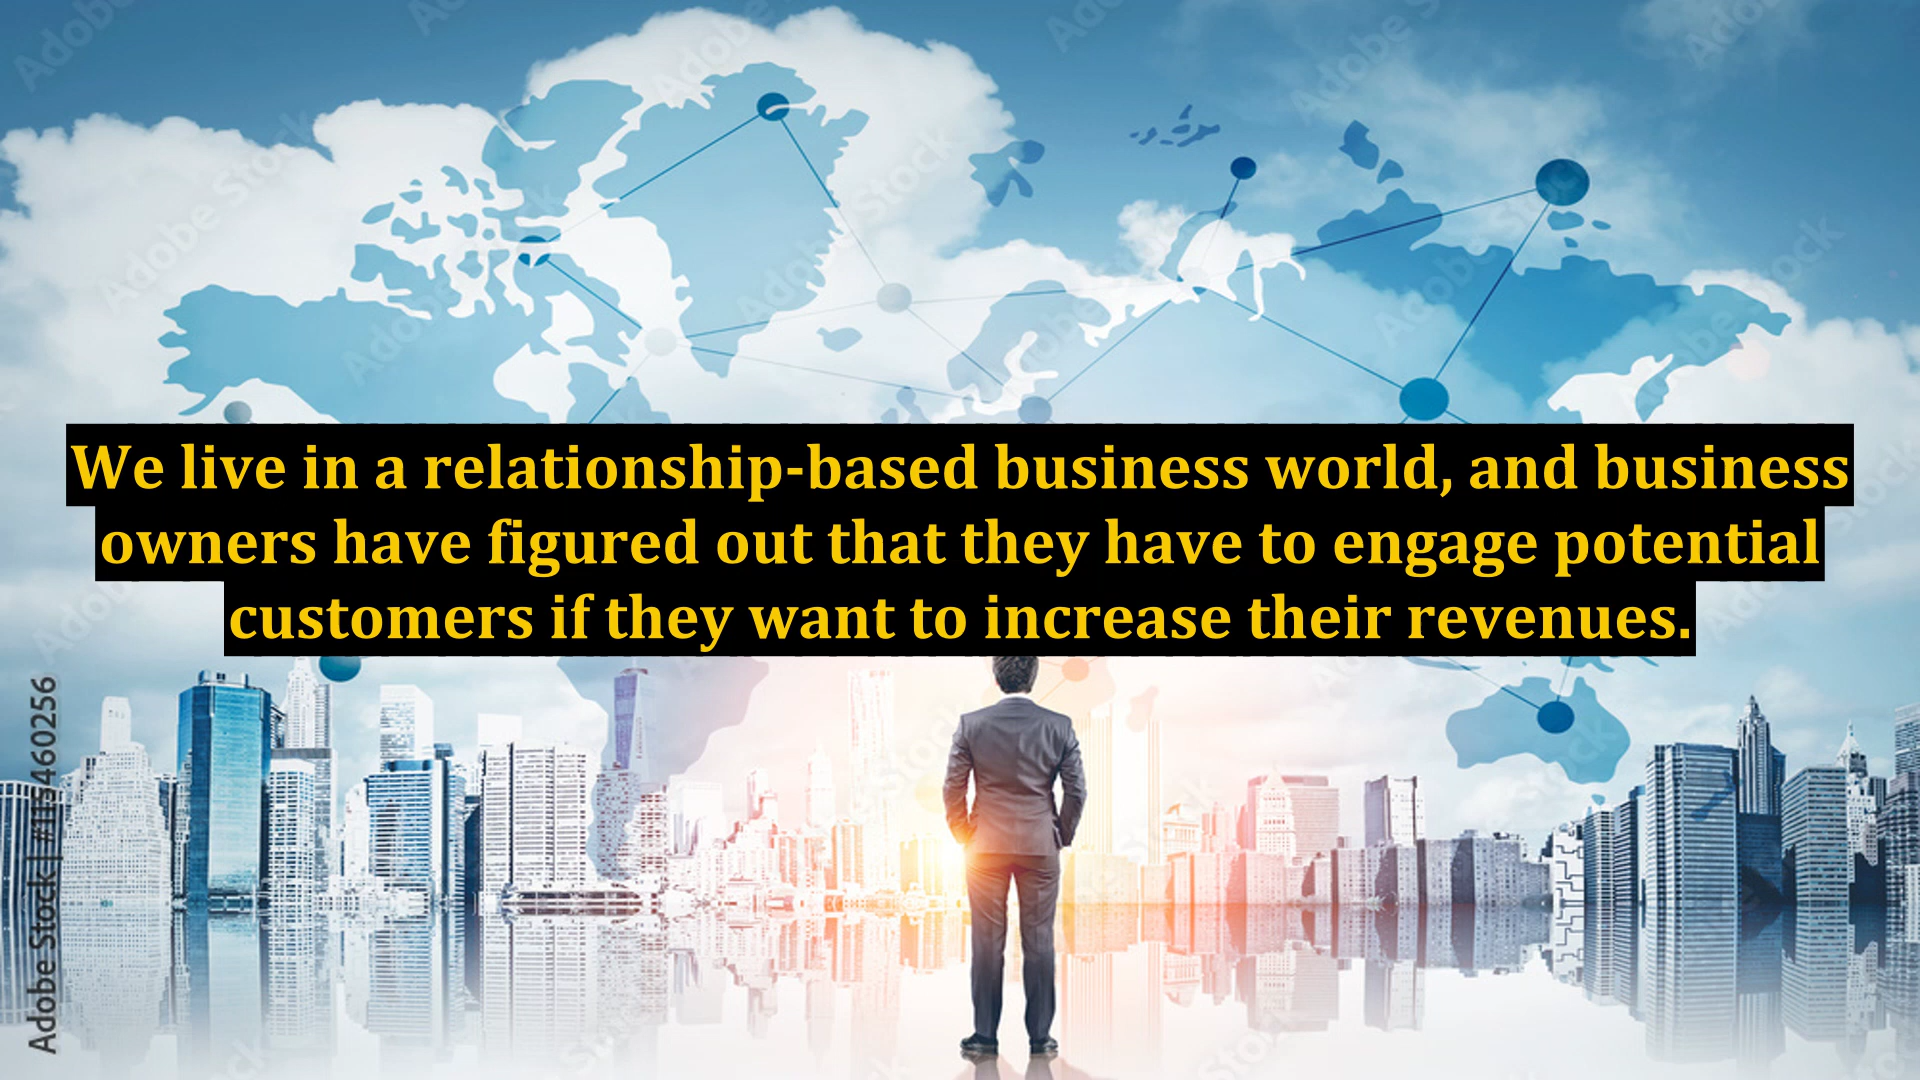 We live in a relationship-based business world, and business
owners have figured out that they have to engage potential
customers if they want to increase their revenues.
Adobe Stock